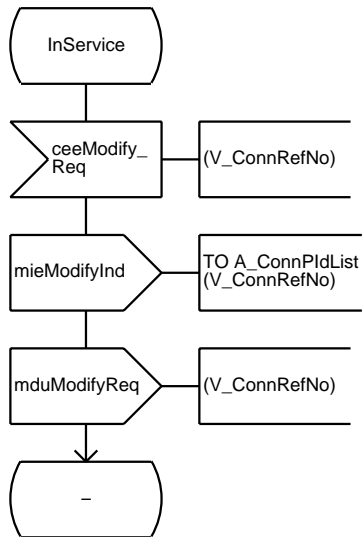 InService
ceeModify_
Req
(V_ConnRefNo)
mieModifyInd
TO A_ConnPIdList
(V_ConnRefNo)
mduModifyReq
(V_ConnRefNo)
–